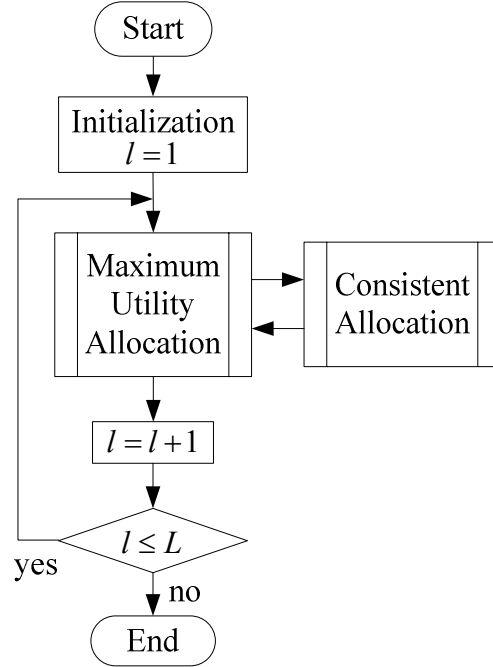 Start
Initialization
l = 1
Maximum
Utility
Allocation
Consistent
Allocation
l = l + 1
l ≤ L
yes
no
End